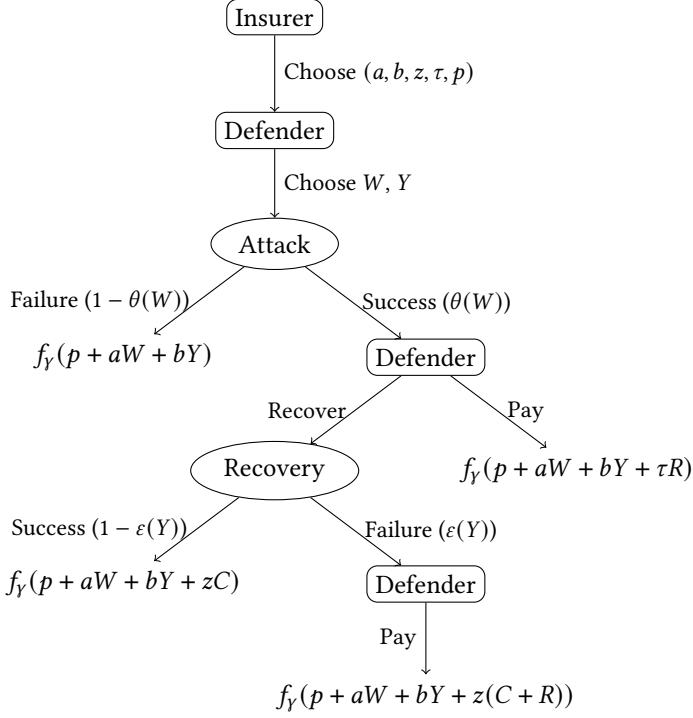 Insurer
Choose (a, b, z, τ, p)
Defender
Choose W, Y
Attack
Failure (1 − θ(W))
Success (θ(W))
f_γ(p + aW + bY)
Defender
Recover
Pay
Recovery
f_γ(p + aW + bY + τR)
Success (1 − ε(Y))
Failure (ε(Y))
f_γ(p + aW + bY + zC)
Defender
Pay
f_γ(p + aW + bY + z(C + R))